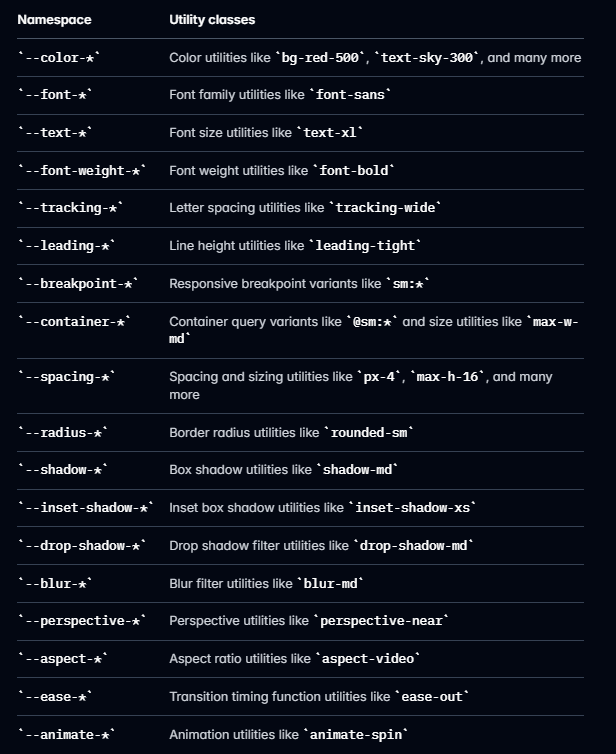 Namespace Utility classes
`--color-*` Color utilities like `bg-red-500`, `text-sky-300`, and many more
`--font-*` Font family utilities like `font-sans`
`--text-*` Font size utilities like `text-xl`
`--font-weight-*` Font weight utilities like `font-bold`
`--tracking-*` Letter spacing utilities like `tracking-wide`
`--leading-*` Line height utilities like `leading-tight`
`--breakpoint-*` Responsive breakpoint variants like `sm:*`
`--container-*` Container query variants like `@sm:*` and size utilities like `max-w-
md`
`--spacing-*` Spacing and sizing utilities like `px-4`, `max-h-16`, and many
more
`--radius-*` Border radius utilities like `rounded-sm`
`--shadow-*` Box shadow utilities like `shadow-md`
`--inset-shadow-*` Inset box shadow utilities like `inset-shadow-xs`
`--drop-shadow-*` Drop shadow filter utilities like `drop-shadow-md`
`--blur-*` Blur filter utilities like `blur-md`
`--perspective-*` Perspective utilities like `perspective-near`
`--aspect-*` Aspect ratio utilities like `aspect-video`
`--ease-*` Transition timing function utilities like `ease-out`
`--animate-*` Animation utilities like `animate-spin`